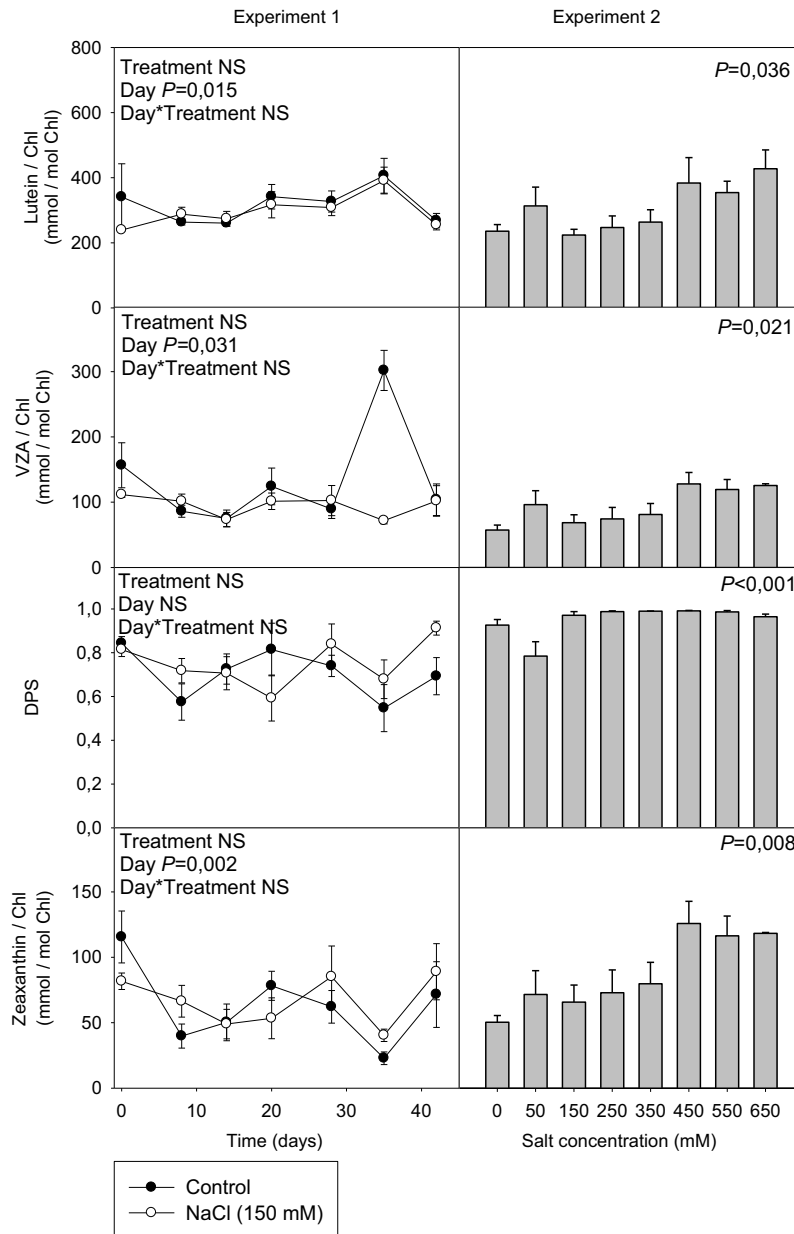 Experiment 1
Experiment 2
Lutein / Chl
(mmol / mol Chl)
800
600
400
200
0
Treatment NS
Day P=0,015
Day*Treatment NS
P=0,036
VZA / Chl
(mmol / mol Chl)
300
200
100
0
Treatment NS
Day P=0,031
Day*Treatment NS
P=0,021
DPS
1,0
0,8
0,6
0,4
0,2
0,0
Treatment NS
Day NS
Day*Treatment NS
P<0,001
Zeaxanthin / Chl
(mmol / mol Chl)
150
100
50
0
Treatment NS
Day P=0,002
Day*Treatment NS
P=0,008
0 10 20 30 40
Time (days)
0 50 150 250 350 450 550 650
Salt concentration (mM)
Control
NaCl (150 mM)